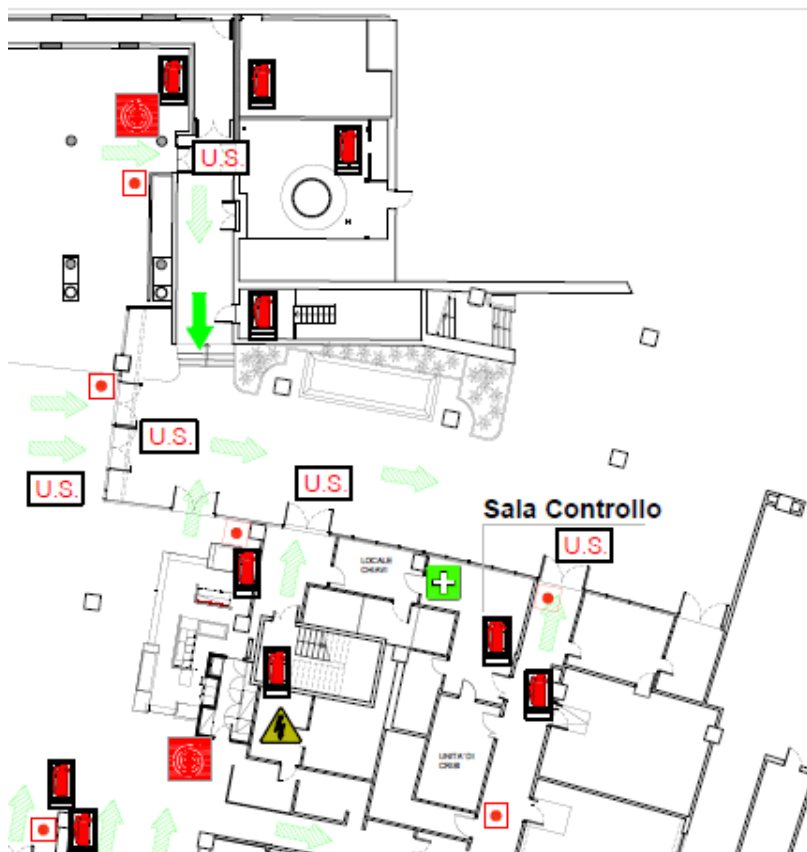 U.S.
U.S.
U.S.
U.S.
Sala Controllo
U.S.
LOCALE
CHIAVI
UNITA' DI
CRISI
H